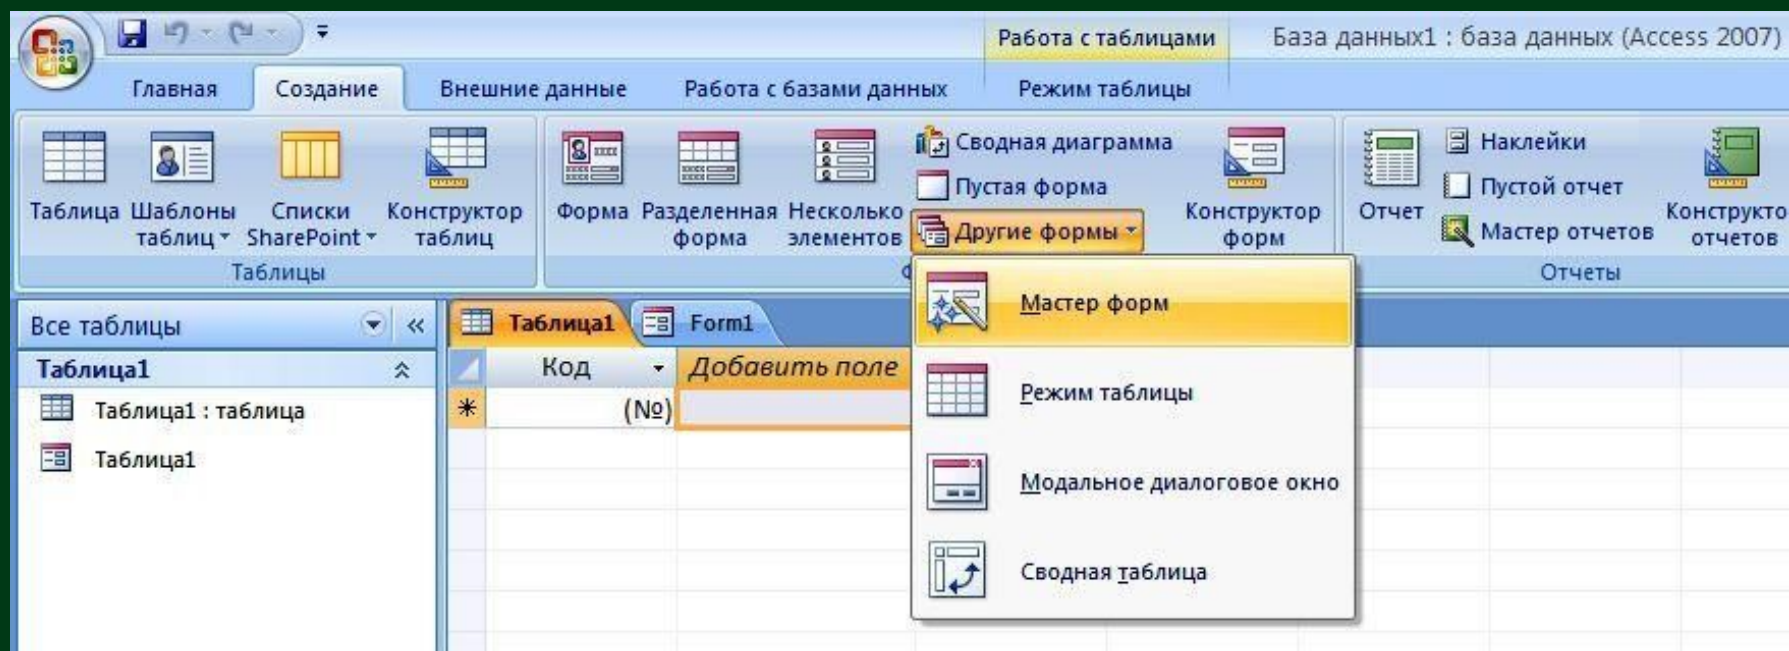 Работа с таблицами
База данных1 : база данных (Access 2007)
Главная
Создание
Внешние данные
Работа с базами данных
Режим таблицы
Таблица
Шаблоны
таблиц
Списки
SharePoint
Конструктор
таблиц
Таблицы
Форма
Разделенная
форма
Несколько
элементов
Сводная диаграмма
Пустая форма
Другие формы
Конструктор
форм
Отчет
Наклейки
Пустой отчет
Мастер отчетов
Конструкто
отчетов
Отчеты
Мастер форм
Режим таблицы
Модальное диалоговое окно
Сводная таблица
Все таблицы
Таблица1
Таблица1 : таблица
Таблица1
Таблица1
Form1
Код
Добавить поле
(№)